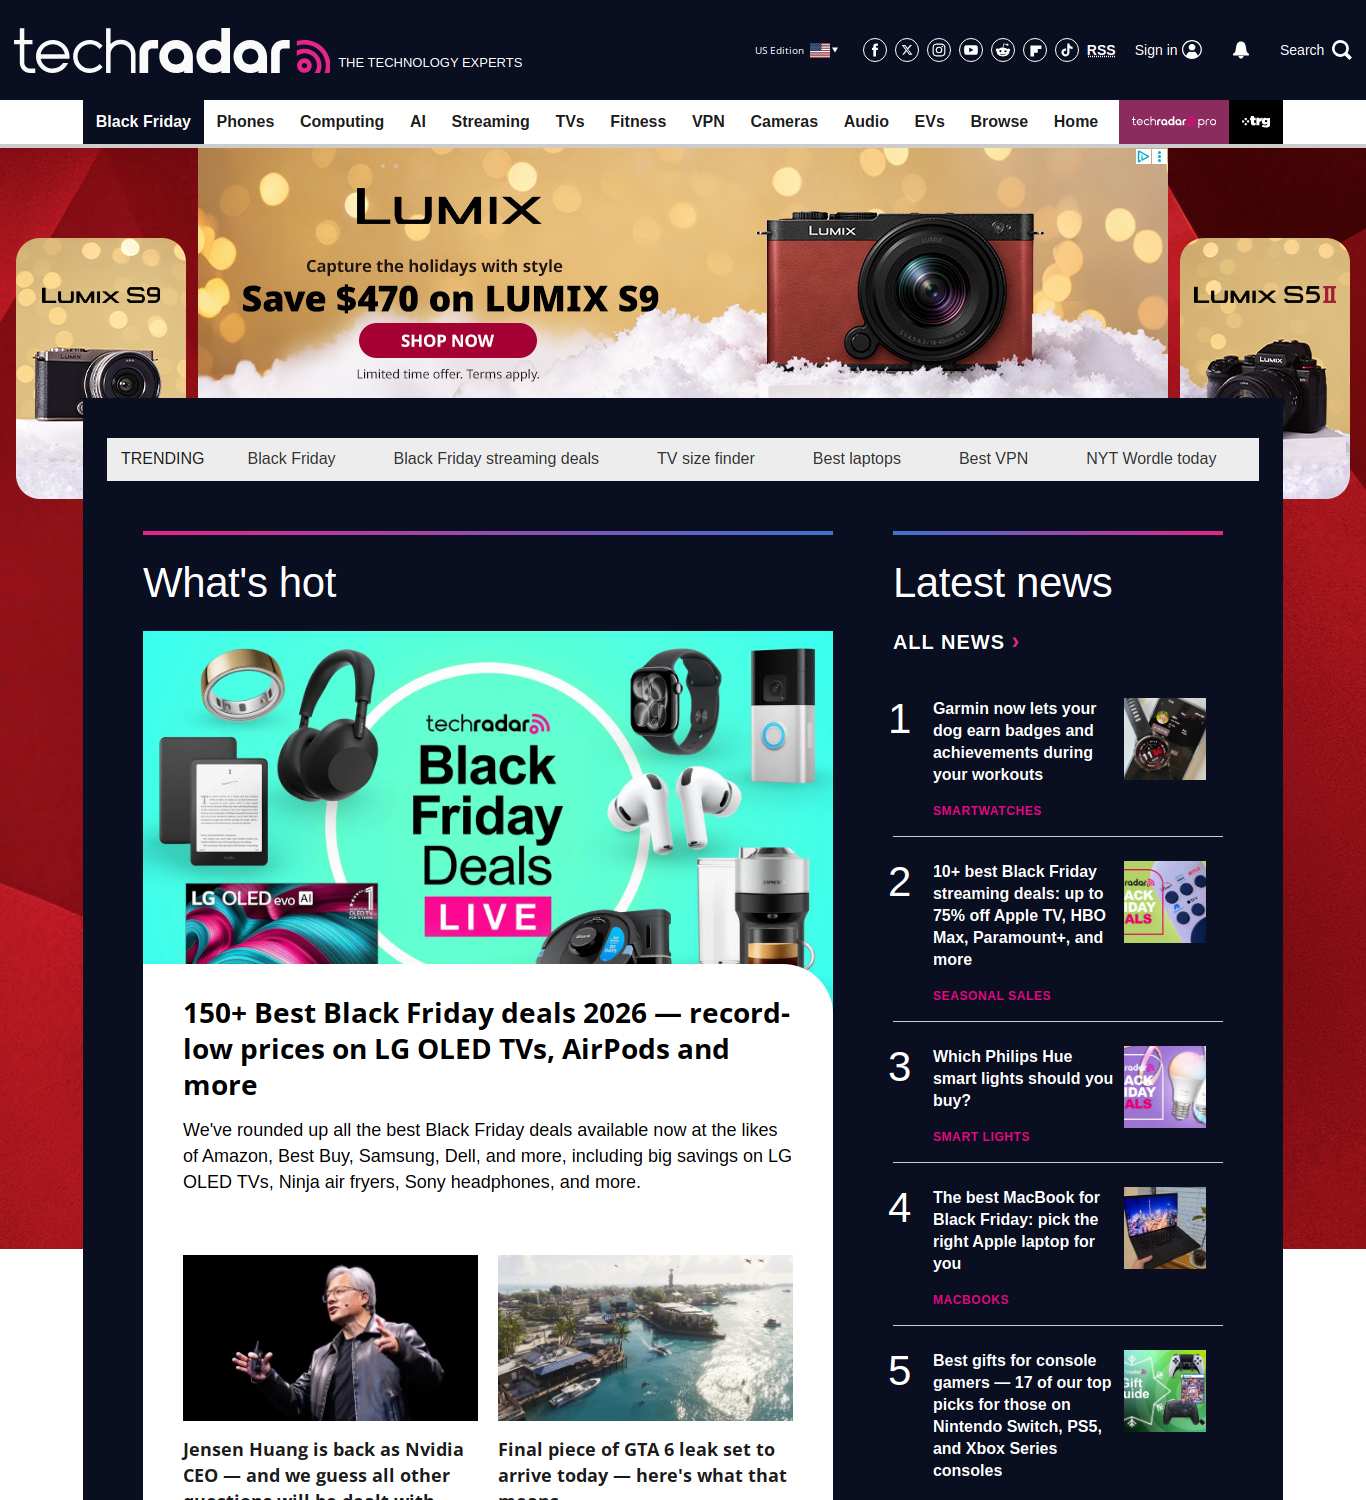 techradar
THE TECHNOLOGY EXPERTS
US Edition
RSS
Sign in
Search
Black Friday
Phones
Computing
AI
Streaming
TVs
Fitness
VPN
Cameras
Audio
EVs
Browse
Home
techradar pro
trg
LUMIX
Capture the holidays with style
Save $470 on LUMIX S9
SHOP NOW
Limited time offer. Terms apply.
LUMIX
LUMIX S9
LUMIX
LUMIX S5II
LUMIX
TRENDING
Black Friday
Black Friday streaming deals
TV size finder
Best laptops
Best VPN
NYT Wordle today
What's hot
techradar
Black
Friday
Deals
LIVE
LG OLED evo AI
150+ Best Black Friday deals 2026 — record-
low prices on LG OLED TVs, AirPods and
more
We've rounded up all the best Black Friday deals available now at the likes
of Amazon, Best Buy, Samsung, Dell, and more, including big savings on LG
OLED TVs, Ninja air fryers, Sony headphones, and more.
Jensen Huang is back as Nvidia
CEO — and we guess all other
questions will be dealt with
Final piece of GTA 6 leak set to
arrive today — here's what that
means
Latest news
ALL NEWS ›
1
Garmin now lets your
dog earn badges and
achievements during
your workouts
SMARTWATCHES
2
10+ best Black Friday
streaming deals: up to
75% off Apple TV, HBO
Max, Paramount+, and
more
SEASONAL SALES
3
Which Philips Hue
smart lights should you
buy?
SMART LIGHTS
4
The best MacBook for
Black Friday: pick the
right Apple laptop for
you
MACBOOKS
5
Best gifts for console
gamers — 17 of our top
picks for those on
Nintendo Switch, PS5,
and Xbox Series
consoles